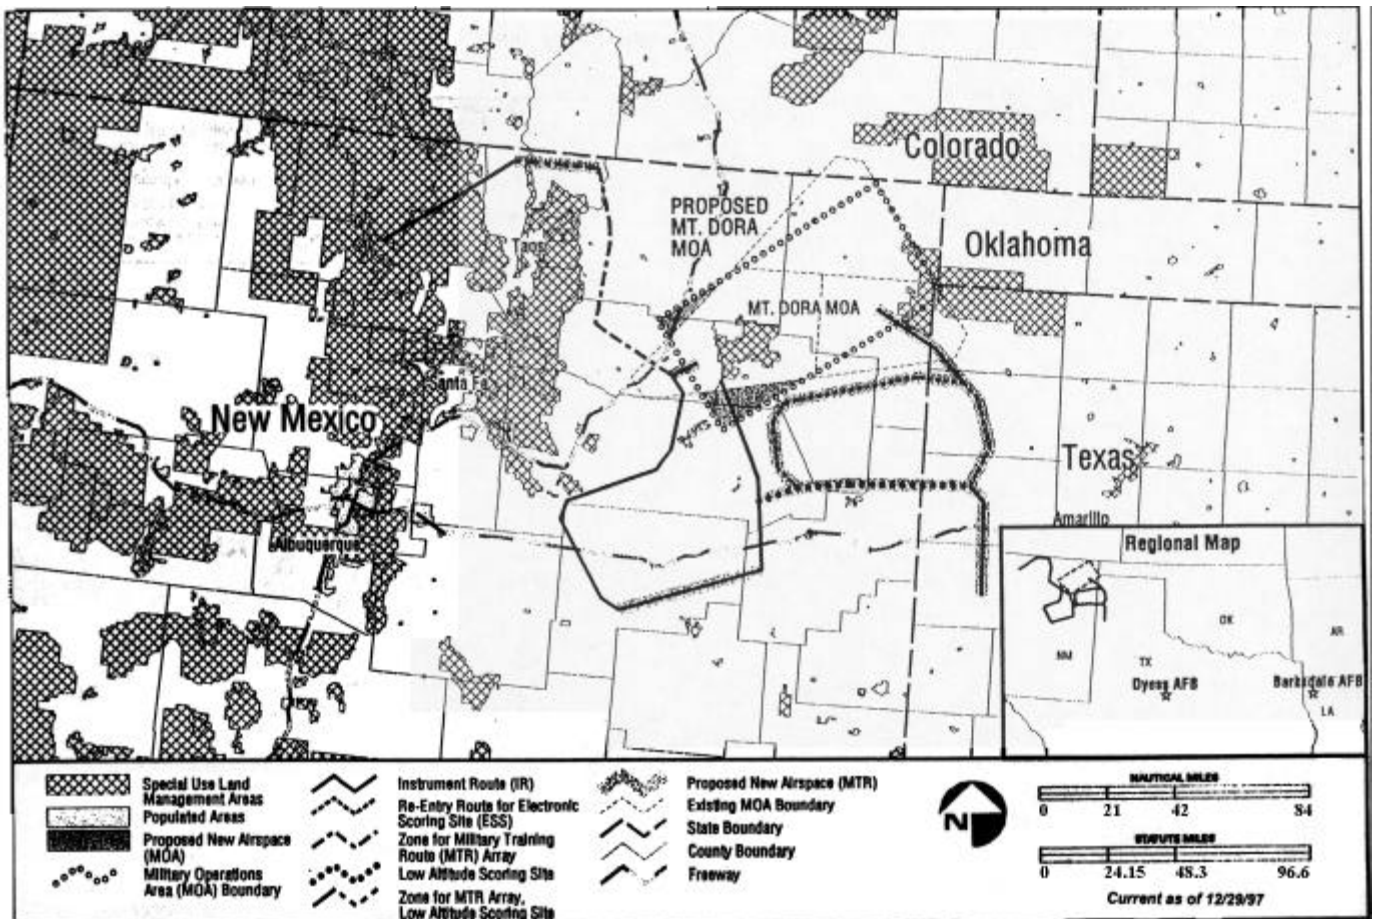 Colorado
PROPOSED
MT. DORA
MOA
Oklahoma
Taos
MT. DORA MOA
Santa Fe
New Mexico
Texas
Amarillo
Albuquerque
Regional Map
OK
AR
NM
TX
Dyess AFB
Barksdale AFB
LA
Special Use Land
Management Areas
Populated Areas
Proposed New Airspace
(MOA)
Military Operations
Area (MOA) Boundary
Instrument Route (IR)
Re-Entry Route for Electronic
Scoring Site (ESS)
Zone for Military Training
Route (MTR) Array
Low Altitude Scoring Site
Zone for MTR Array,
Low Altitude Scoring Site
Proposed New Airspace (MTR)
Existing MOA Boundary
State Boundary
County Boundary
Freeway
N
NAUTICAL MILES
0 21 42 84
STATUTE MILES
0 24.15 48.3 96.6
Current as of 12/29/97